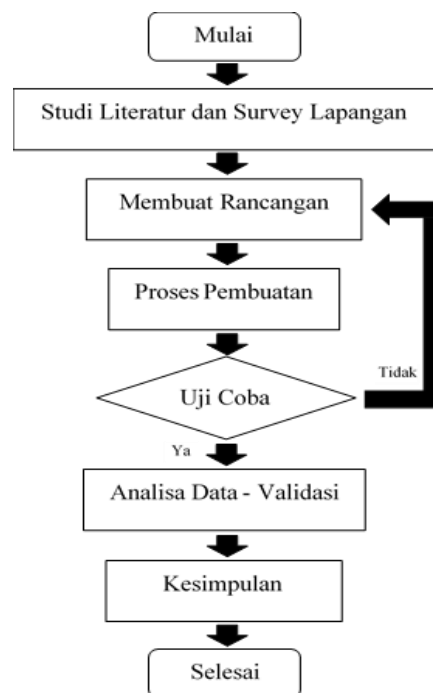 Mulai
Studi Literatur dan Survey Lapangan
Membuat Rancangan
Proses Pembuatan
Tidak
Uji Coba
Ya
Analisa Data - Validasi
Kesimpulan
Selesai